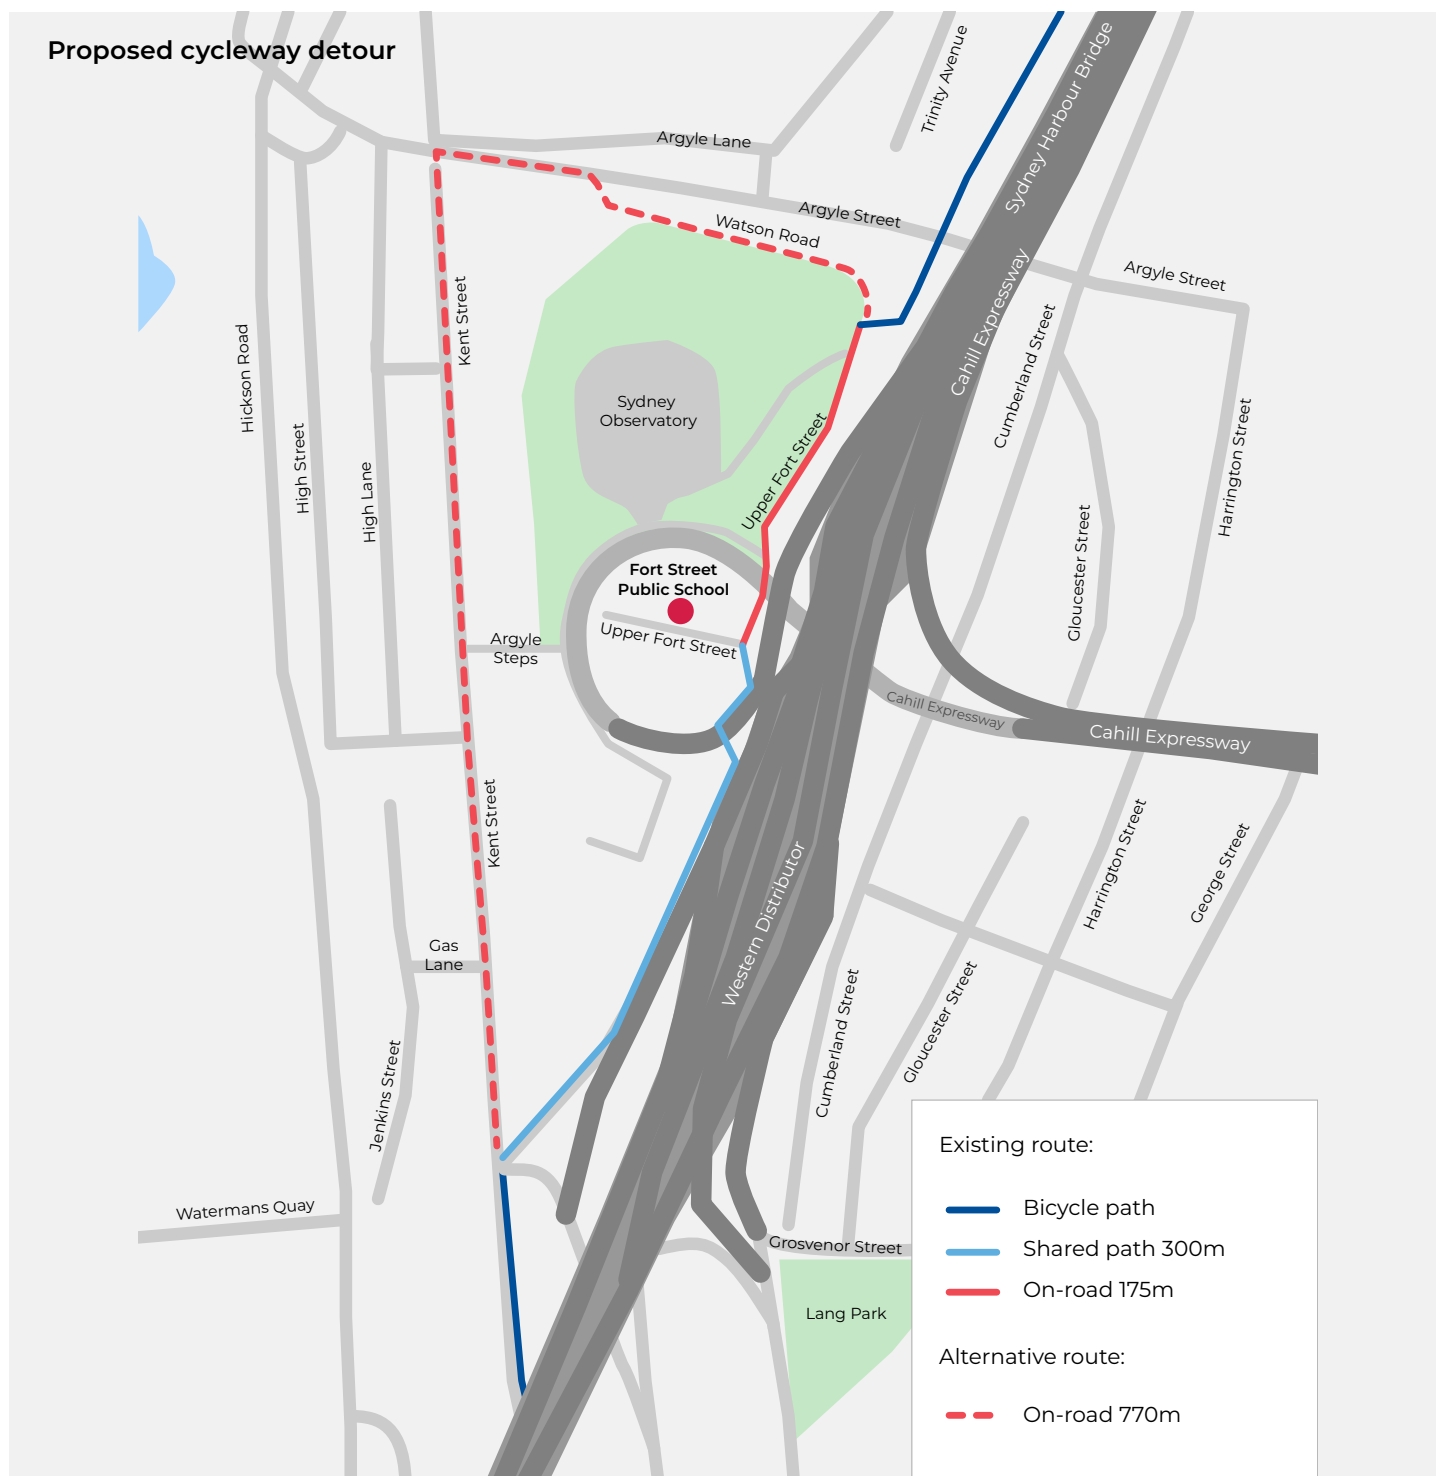 Proposed cycleway detour
Trinity Avenue
Sydney Harbour Bridge
Argyle Lane
Argyle Street
Watson Road
Argyle Street
Cahill Expressway
Kent Street
Cumberland Street
Hickson Road
Sydney
Observatory
Harrington Street
High Street
High Lane
Upper Fort Street
Gloucester Street
Fort Street
Public School
Upper Fort Street
Argyle
Steps
Cahill Expressway
Cahill Expressway
Kent Street
Harrington Street
George Street
Western Distributor
Gas
Lane
Cumberland Street
Gloucester Street
Jenkins Street
Watermans Quay
Grosvenor Street
Lang Park
Existing route:
Bicycle path
Shared path 300m
On-road 175m
Alternative route:
On-road 770m